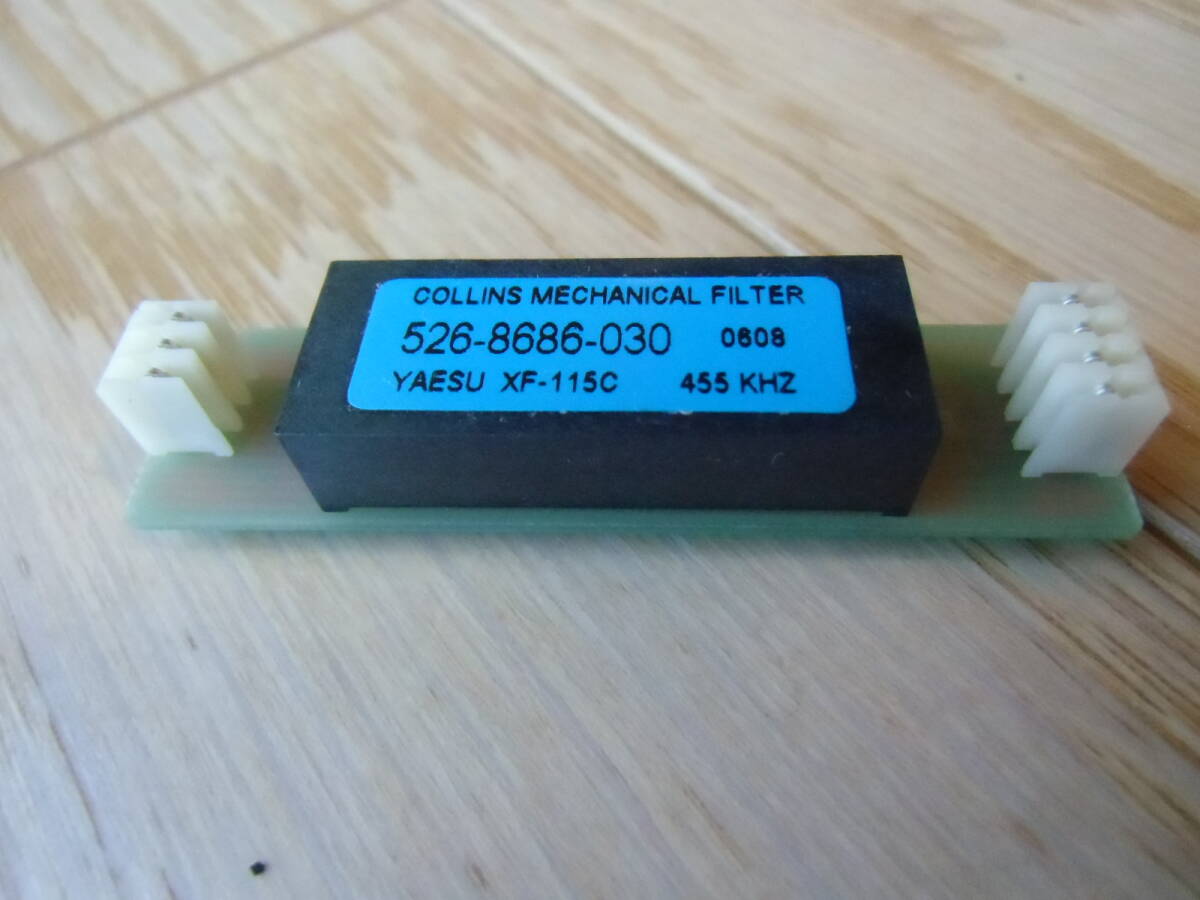 COLLINS MECHANICAL FILTER
526-8686-030 0608
YAESU XF-115C 455 KHZ